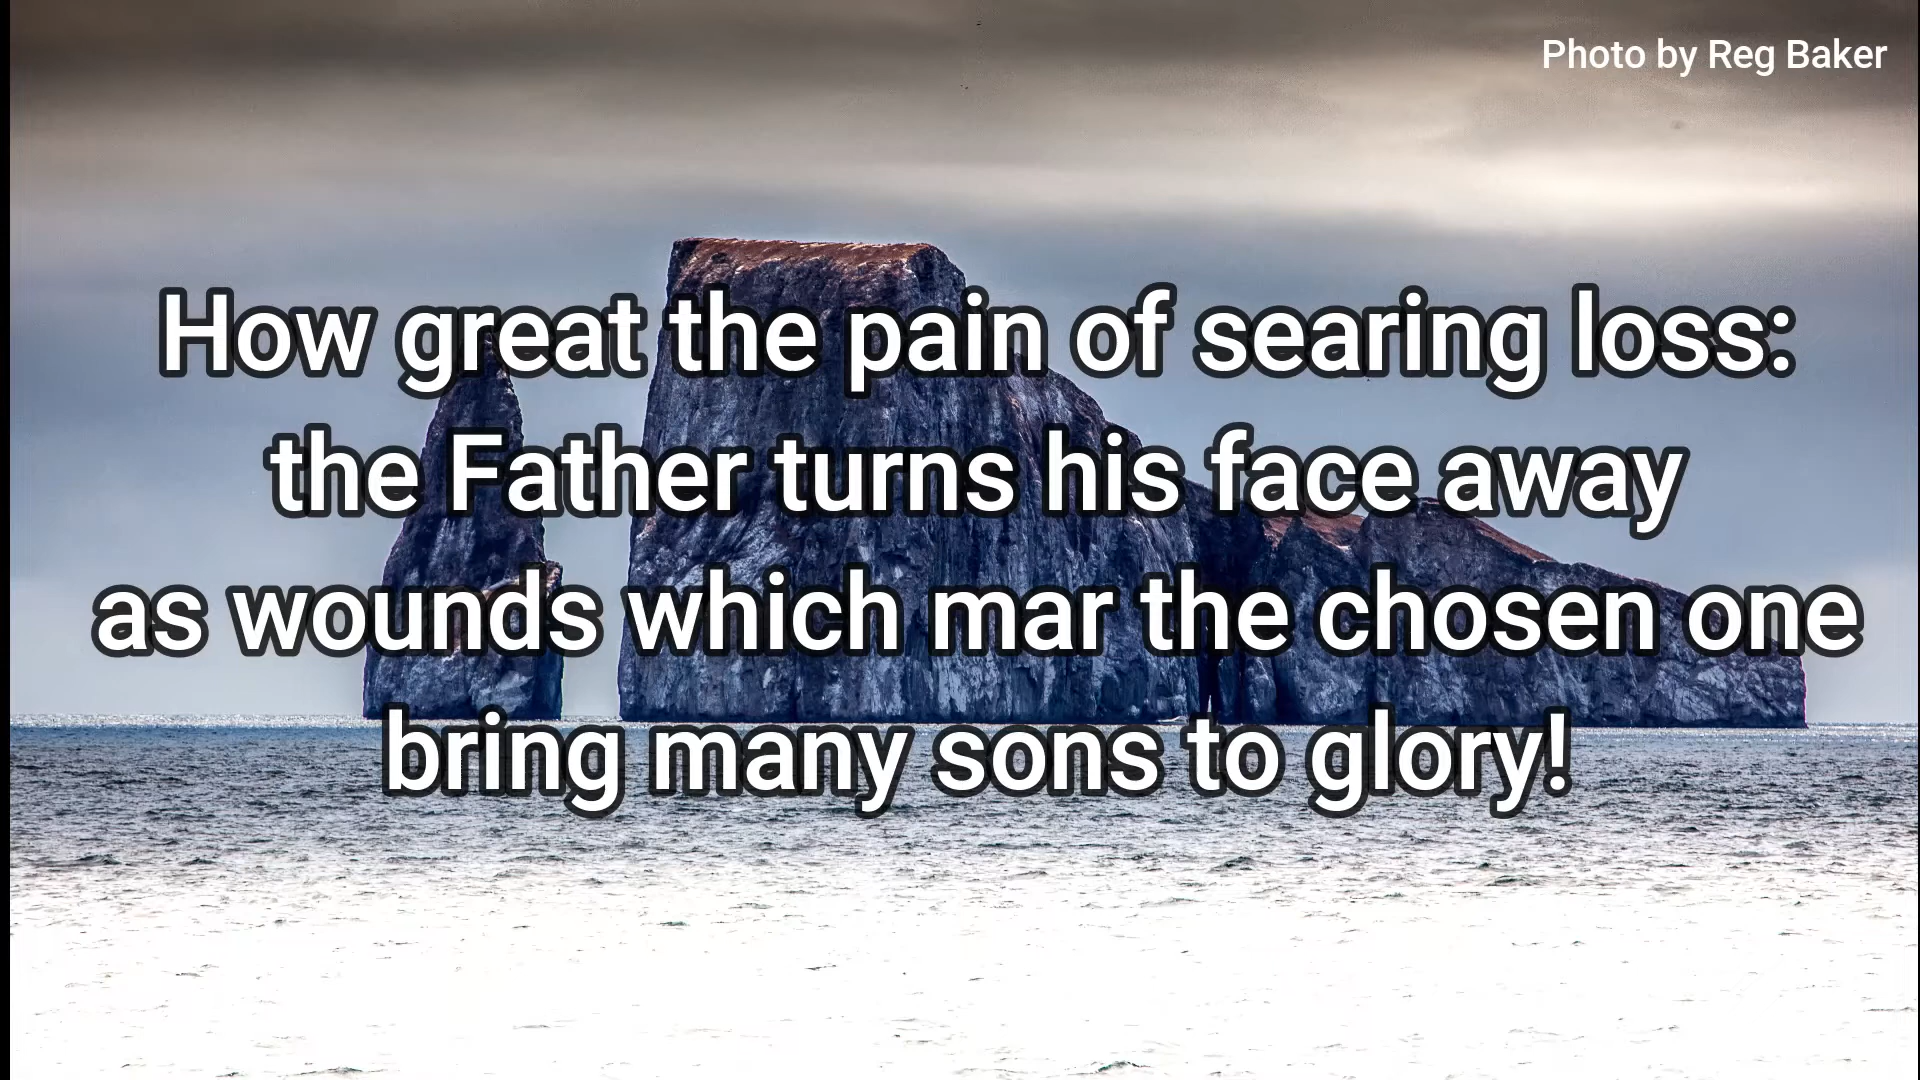 Photo by Reg Baker
How great the pain of searing loss:
the Father turns his face away
as wounds which mar the chosen one
bring many sons to glory!